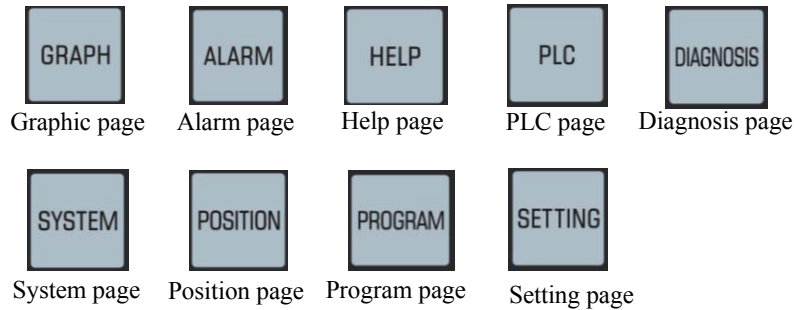 GRAPH ALARM HELP PLC DIAGNOSIS
Graphic page Alarm page Help page PLC page Diagnosis page
SYSTEM POSITION PROGRAM SETTING
System page Position page Program page Setting page